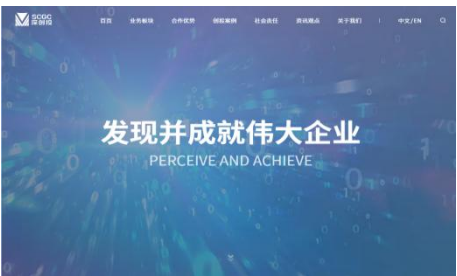 SCGC
深创投
首页 业务板块 合作优势 创投案例 社会责任 资讯观点 关于我们 | 中文/EN
发现并成就伟大企业
PERCEIVE AND ACHIEVE